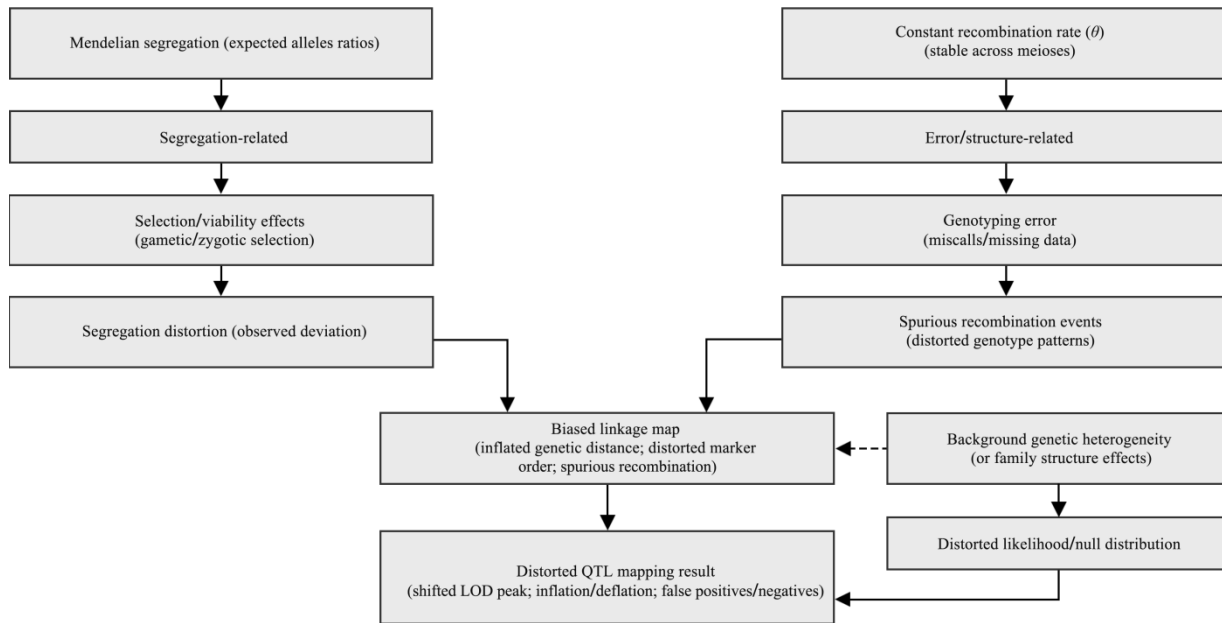 Mendelian segregation (expected alleles ratios)
Segregation-related
Selection/viability effects
(gametic/zygotic selection)
Segregation distortion (observed deviation)
Constant recombination rate (θ)
(stable across meioses)
Error/structure-related
Genotyping error
(miscalls/missing data)
Spurious recombination events
(distorted genotype patterns)
Biased linkage map
(inflated genetic distance; distorted marker
order; spurious recombination)
Background genetic heterogeneity
(or family structure effects)
Distorted likelihood/null distribution
Distorted QTL mapping result
(shifted LOD peak; inflation/deflation; false positives/negatives)